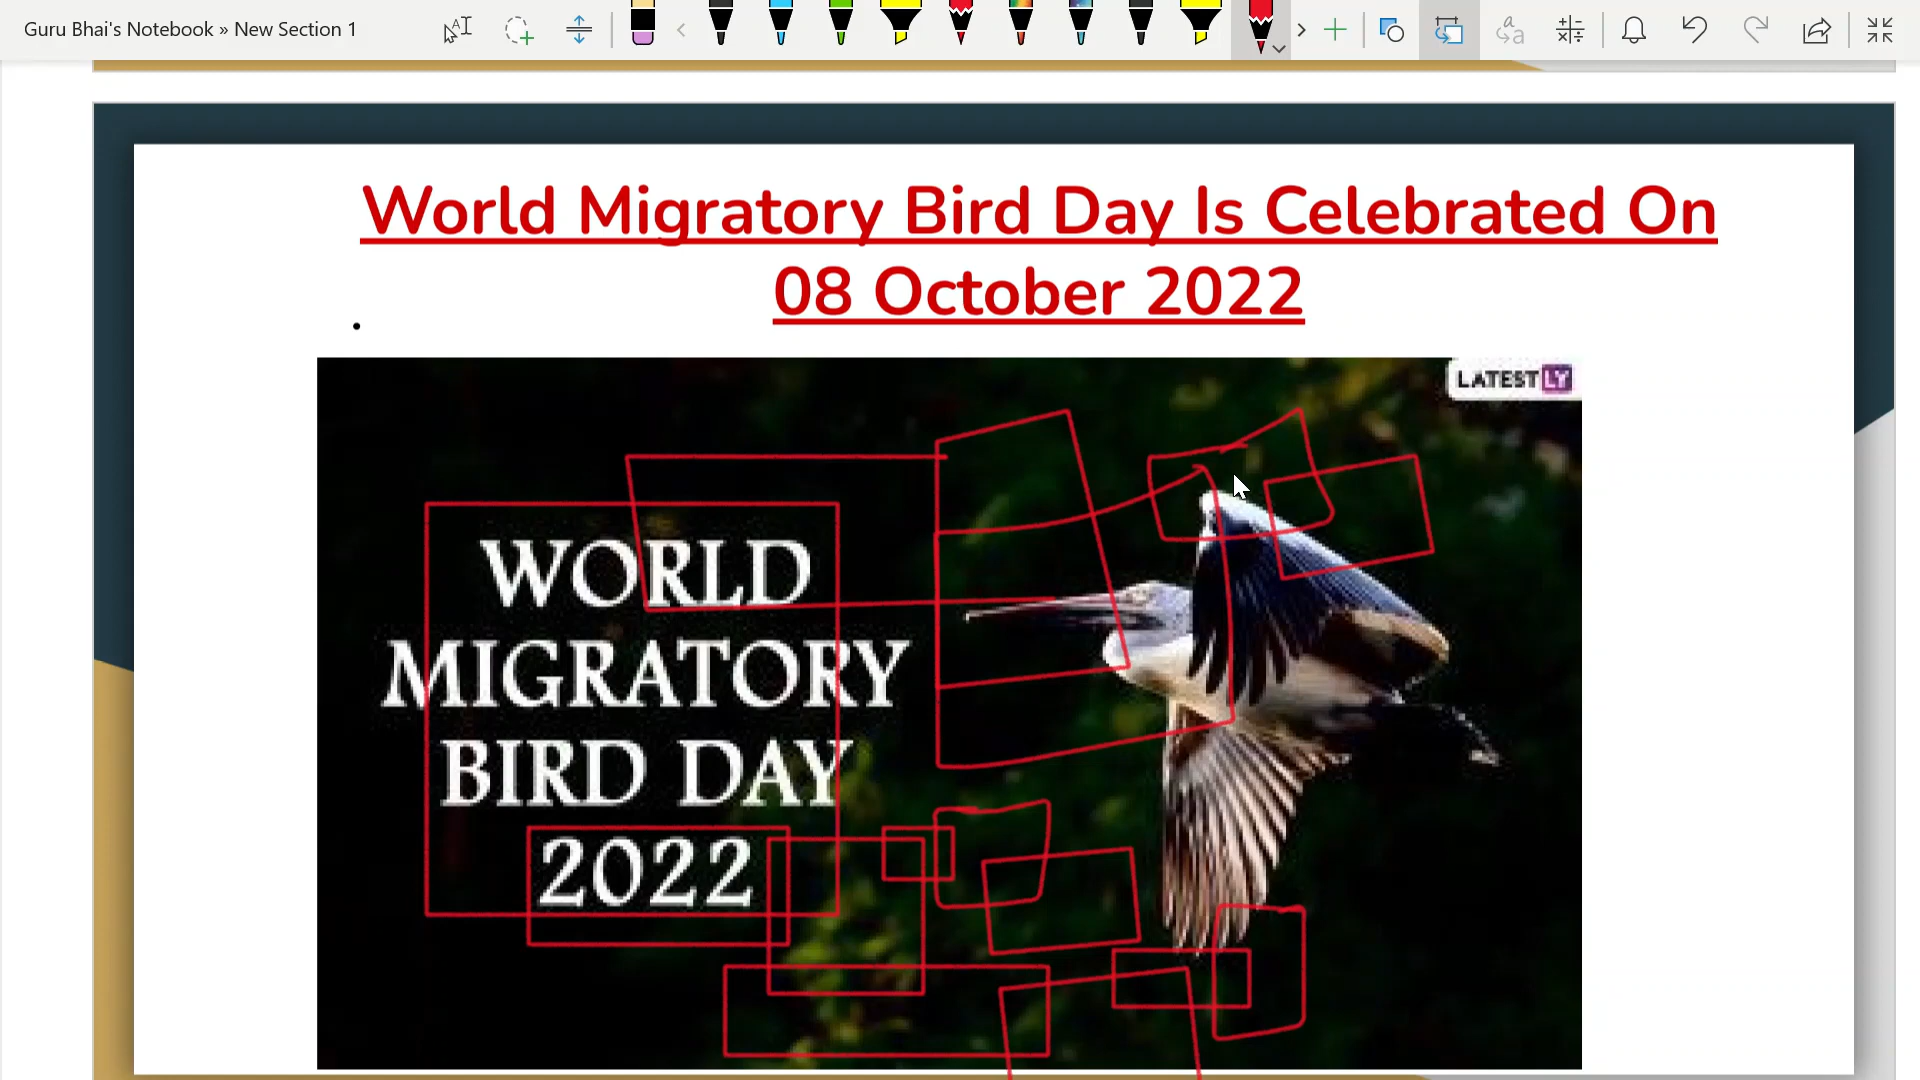 Guru Bhai's Notebook » New Section 1
World Migratory Bird Day Is Celebrated On
08 October 2022
LATESTLY
WORLD
MIGRATORY
BIRD DAY
2022